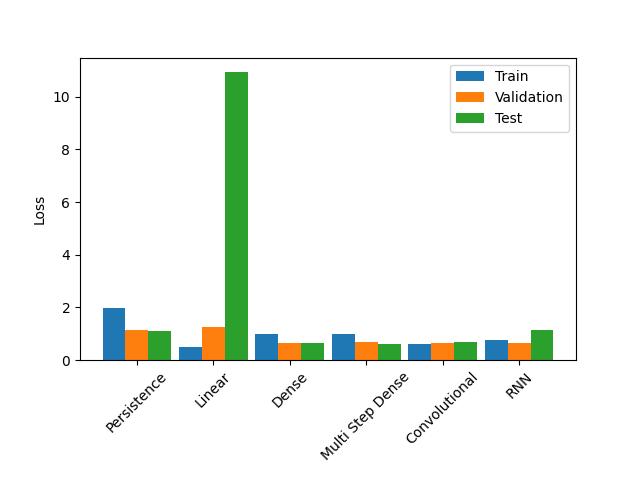 Train
Validation
Test
Loss
10
8
6
4
2
0
Persistence
Linear
Dense
Multi Step Dense
Convolutional
RNN